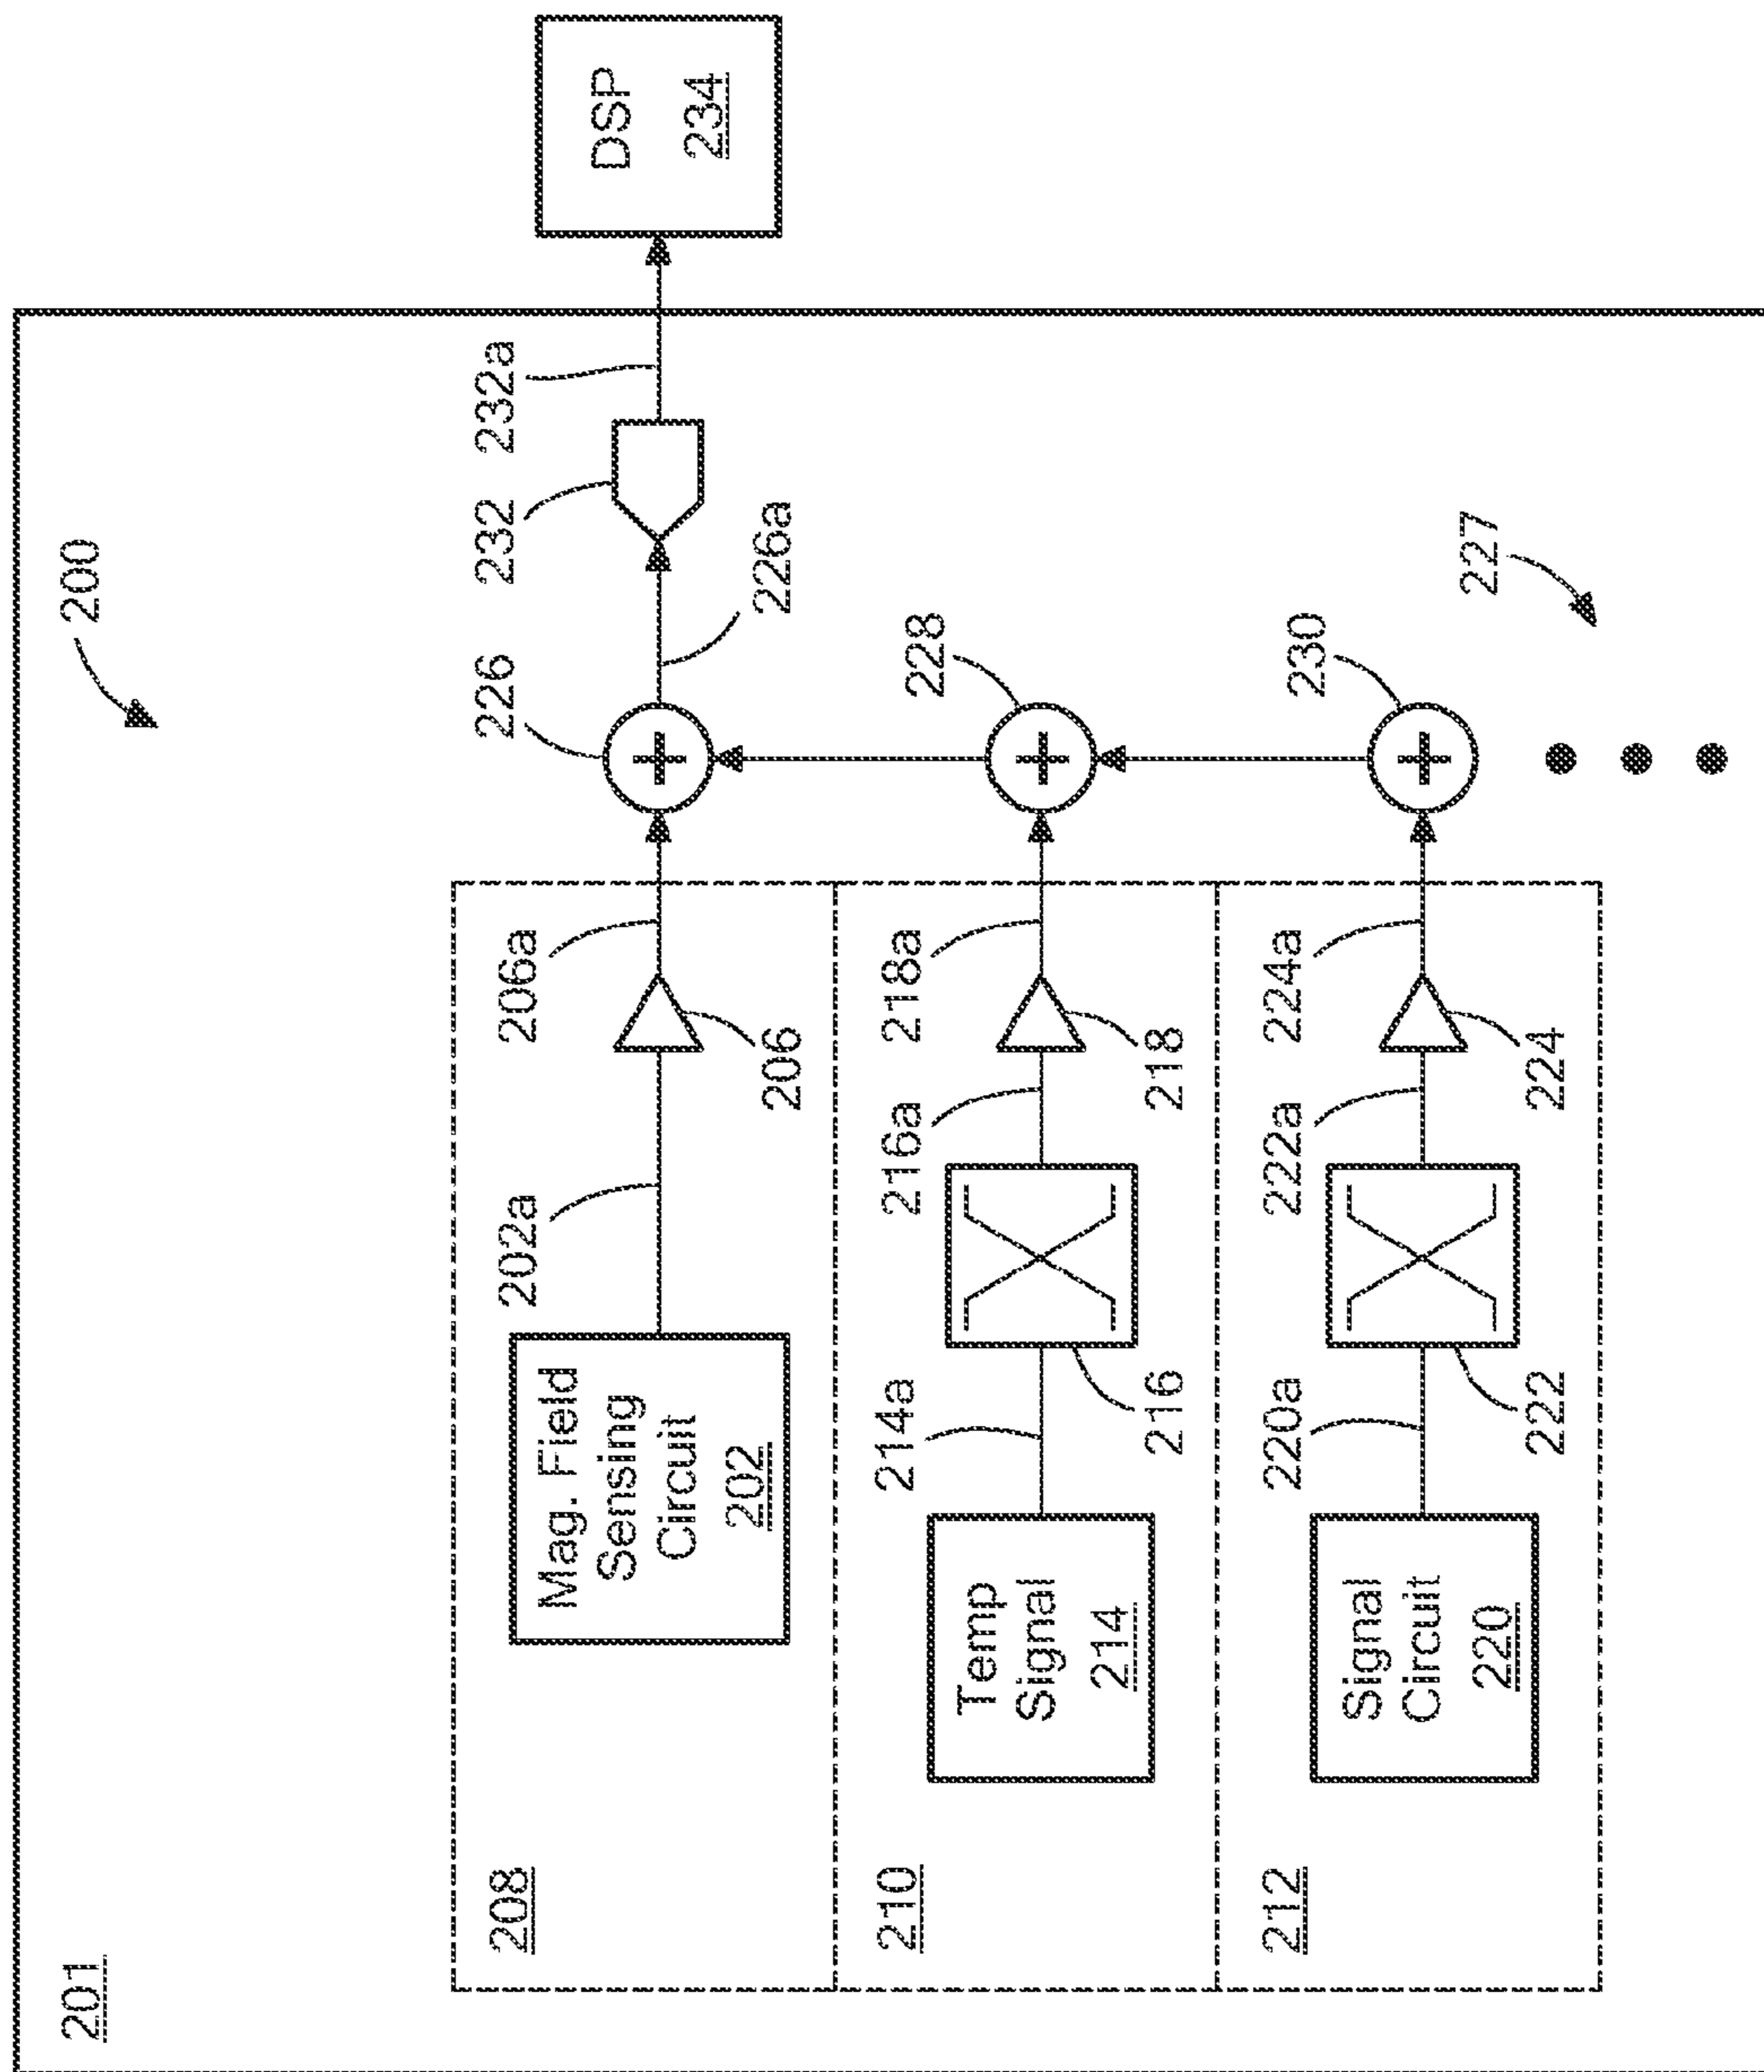 201
200
208
Mag. Field
Sensing
Circuit
202
202a
206
206a
226
226a
232
232a
DSP
234
210
Temp
Signal
214
214a
216
216a
218
218a
228
212
Signal
Circuit
220
220a
222
222a
224
224a
230
227